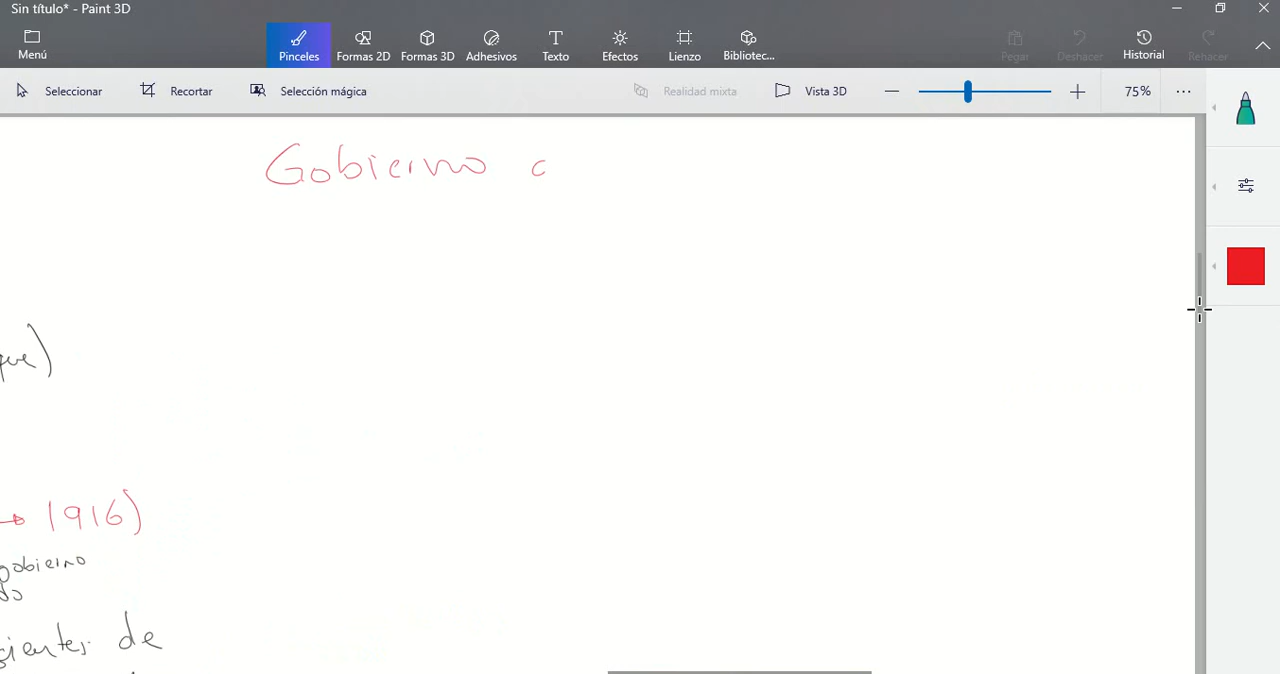 Sin título* - Paint 3D
Menú
Pinceles
Formas 2D
Formas 3D
Adhesivos
Texto
Efectos
Lienzo
Bibliotec...
Pegar
Deshacer
Historial
Rehacer
Seleccionar
Recortar
Selección mágica
Realidad mixta
Vista 3D
75%
Gobierno c
que)
→ 1916)
gobierno
do
cientes de